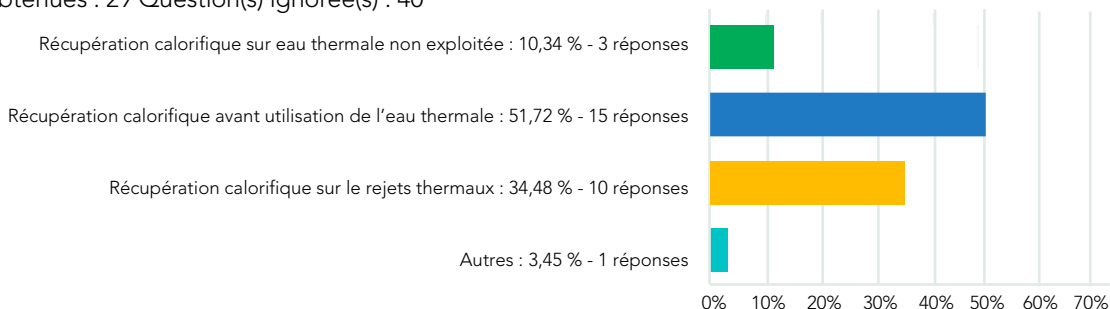 Question(s) ignorée(s) : 40
Récupération calorifique sur eau thermale non exploitée : 10,34 % - 3 réponses
Récupération calorifique avant utilisation de l’eau thermale : 51,72 % - 15 réponses
Récupération calorifique sur le rejets thermaux : 34,48 % - 10 réponses
Autres : 3,45 % - 1 réponses
0% 10% 20% 30% 40% 50% 60% 70%